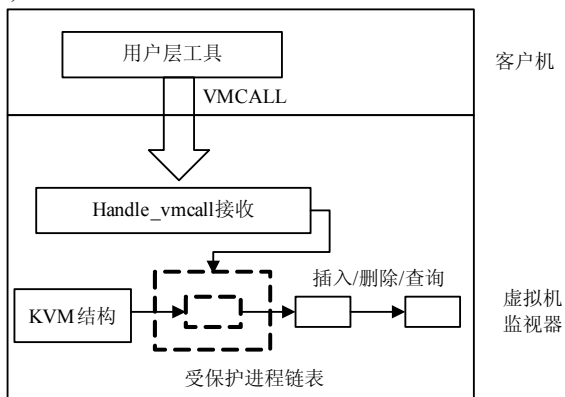 用户层工具
客户机
VMCALL
Handle_vmcall接收
插入/删除/查询
KVM结构
虚拟机
监视器
受保护进程链表